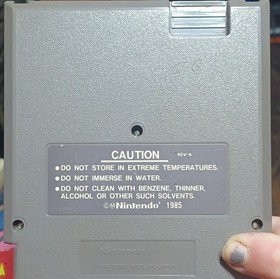 CAUTION REV-A
• DO NOT STORE IN EXTREME TEMPERATURES.
• DO NOT IMMERSE IN WATER.
• DO NOT CLEAN WITH BENZENE, THINNER,
ALCOHOL OR OTHER SUCH SOLVENTS.
©Ⓜ Nintendo® 1985